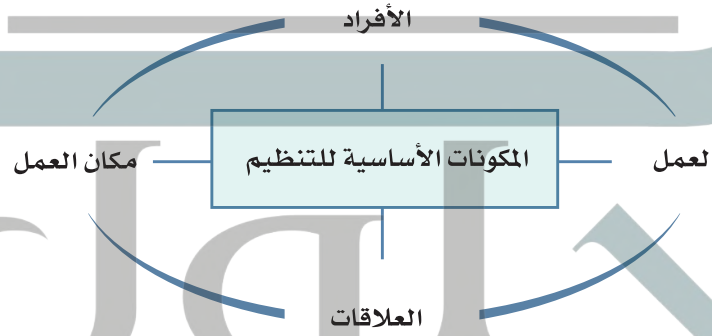 الأفراد
لعمل
المكونات الأساسية للتنظيم
مكان العمل
العلاقات